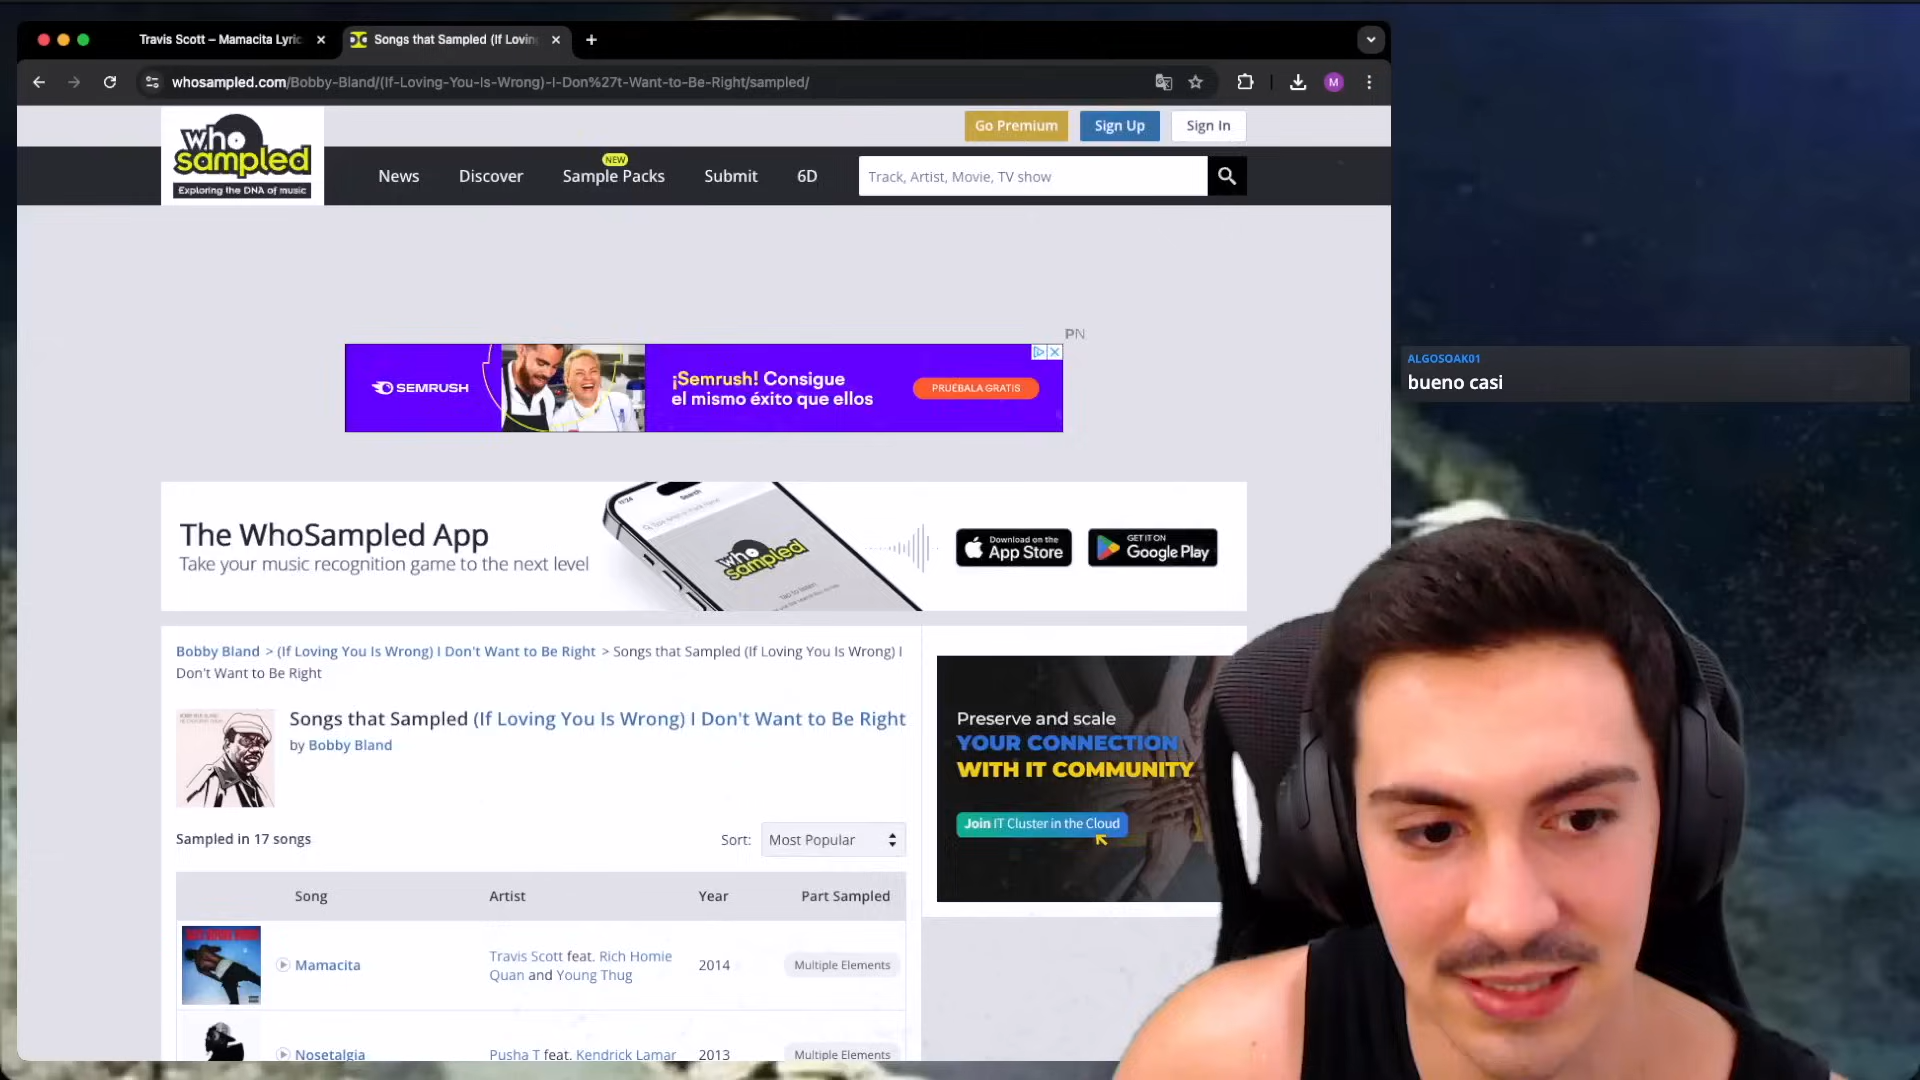 Travis Scott – Mamacita Lyric
Songs that Sampled (If Lovin
whosampled.com/Bobby-Bland/(If-Loving-You-Is-Wrong)-I-Don%27t-Want-to-Be-Right/sampled/
M
who
sampled
Exploring the DNA of music
Go Premium
Sign Up
Sign In
News
Discover
NEW
Sample Packs
Submit
6D
Track, Artist, Movie, TV show
PN
SEMRUSH
¡Semrush! Consigue
el mismo éxito que ellos
PRUÉBALA GRATIS
ALGOSOAK01
bueno casi
The WhoSampled App
Take your music recognition game to the next level
Search
who
sampled
Download on the
App Store
GET IT ON
Google Play
Bobby Bland > (If Loving You Is Wrong) I Don't Want to Be Right > Songs that Sampled (If Loving You Is Wrong) I
Don't Want to Be Right
Songs that Sampled (If Loving You Is Wrong) I Don't Want to Be Right
by Bobby Bland
Sampled in 17 songs
Sort:
Most Popular
Preserve and scale
YOUR CONNECTION
WITH IT COMMUNITY
Join IT Cluster in the Cloud
Song
Artist
Year
Part Sampled
Mamacita
Travis Scott feat. Rich Homie
Quan and Young Thug
2014
Multiple Elements
Nosetalgia
Pusha T feat. Kendrick Lamar
2013
Multiple Elements